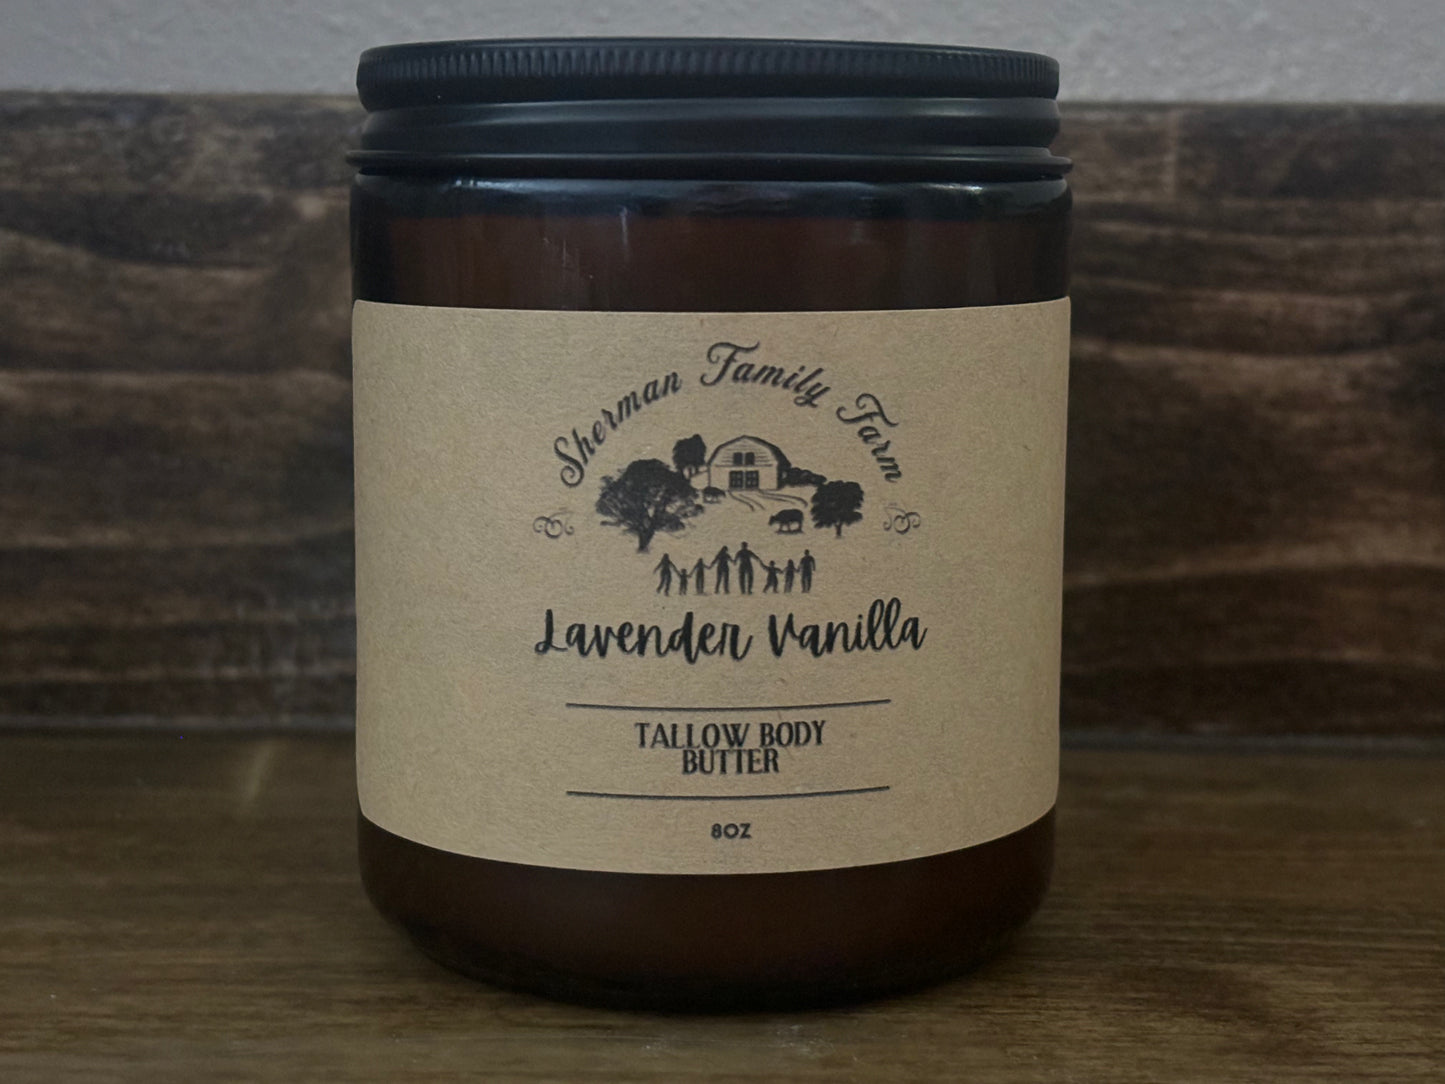 Sherman Family Farm
Lavender Vanilla
TALLOW BODY
BUTTER
8OZ